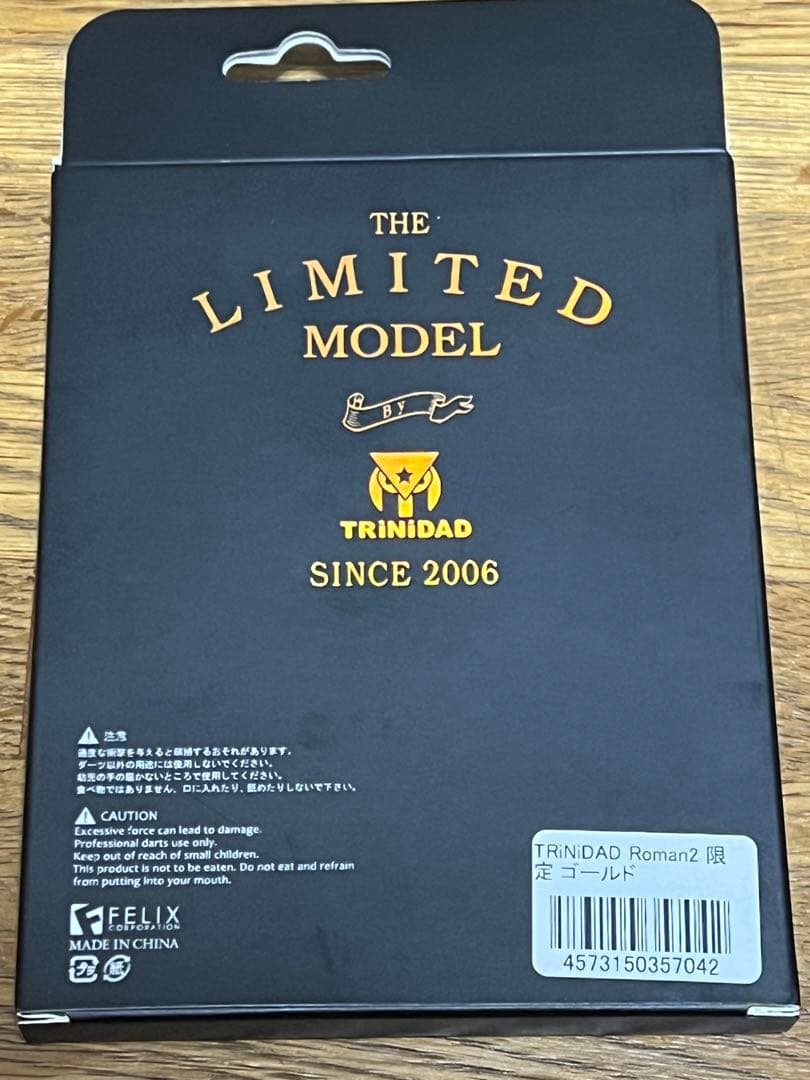 THE
LIMITED
MODEL
BY
TRiNiDAD
SINCE 2006
注意
過度な衝撃を与えると破損するおそれがあります。
ダーツ以外の用途には使用しないでください。
幼児の手の届かないところで使用してください。
食べ物ではありません、口に入れたり、舐めたりしないで下さい。
CAUTION
Excessive force can lead to damage.
Professional darts use only.
Keep out of reach of small children.
This product is not to be eaten. Do not eat and refrain
from putting into your mouth.
FELIX
CORPORATION
MADE IN CHINA
プラ 紙
TRiNiDAD Roman2 限
定 ゴールド
4573150357042